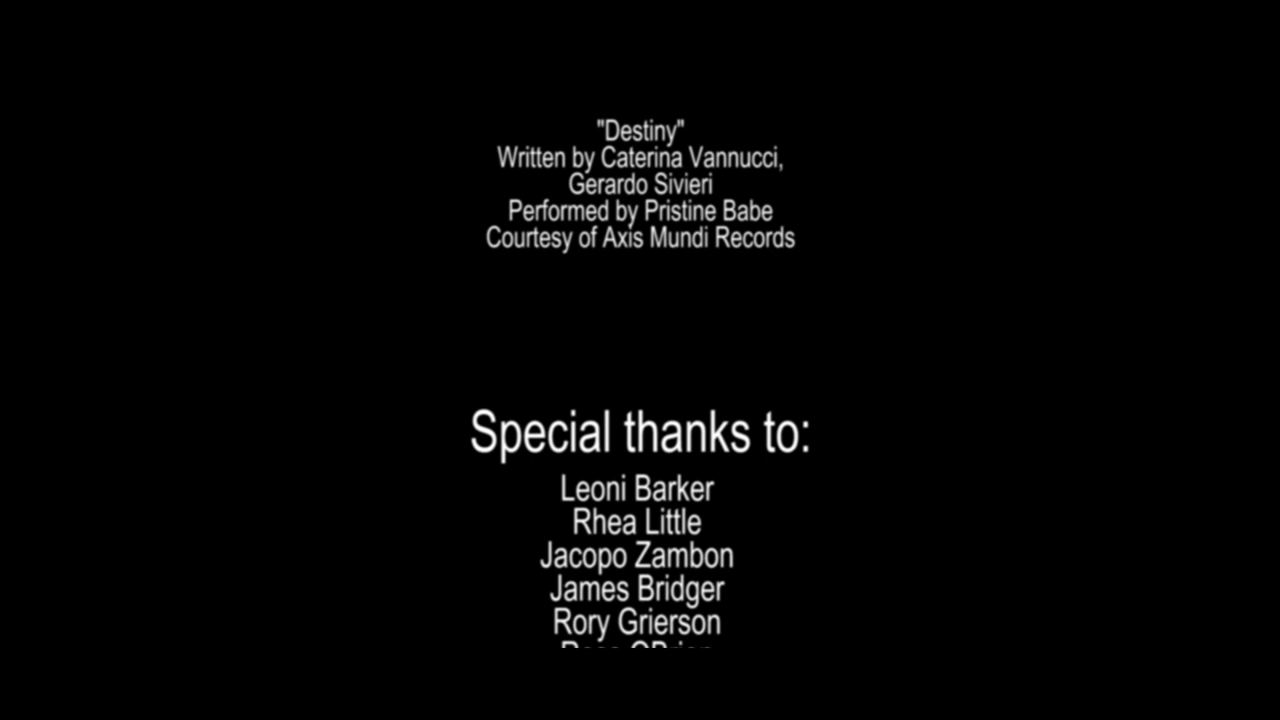 "Destiny"
Written by Caterina Vannucci,
Gerardo Sivieri
Performed by Pristine Babe
Courtesy of Axis Mundi Records
Special thanks to:
Leoni Barker
Rhea Little
Jacopo Zambon
James Bridger
Rory Grierson